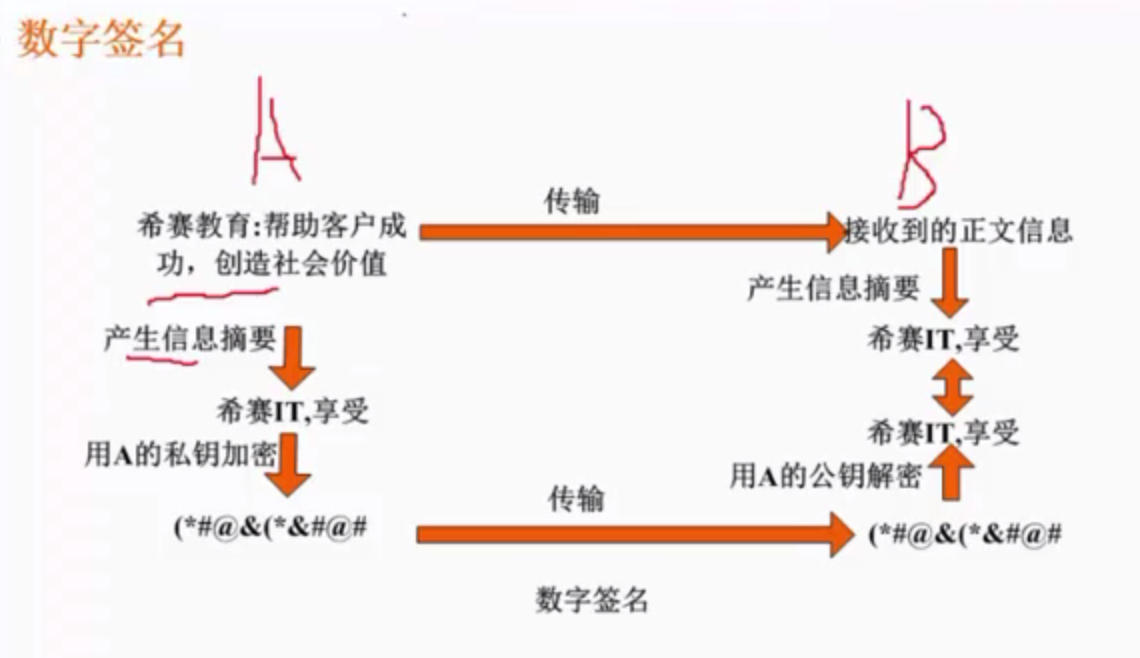 数字签名
A
B
传输
希赛教育:帮助客户成
功，创造社会价值
接收到的正文信息
产生信息摘要
产生信息摘要
希赛IT,享受
希赛IT,享受
希赛IT,享受
用A的私钥加密
用A的公钥解密
传输
(*#@&(*&#@#
(*#@&(*&#@#
数字签名